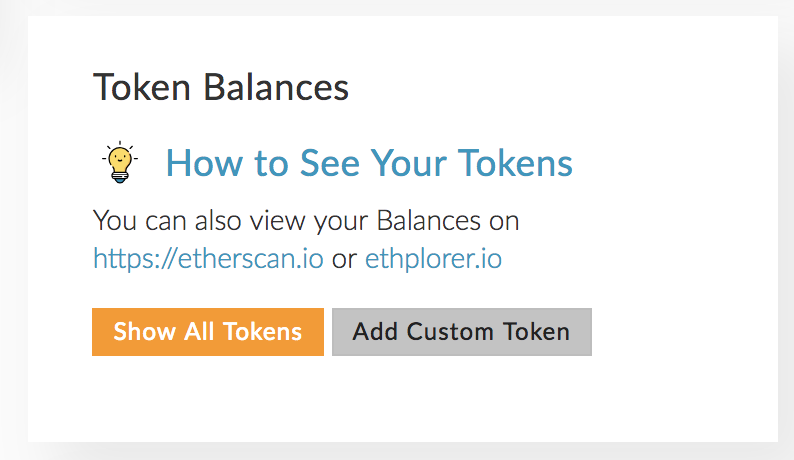 Token Balances
How to See Your Tokens
You can also view your Balances on
https://etherscan.io or ethplorer.io
Show All Tokens
Add Custom Token